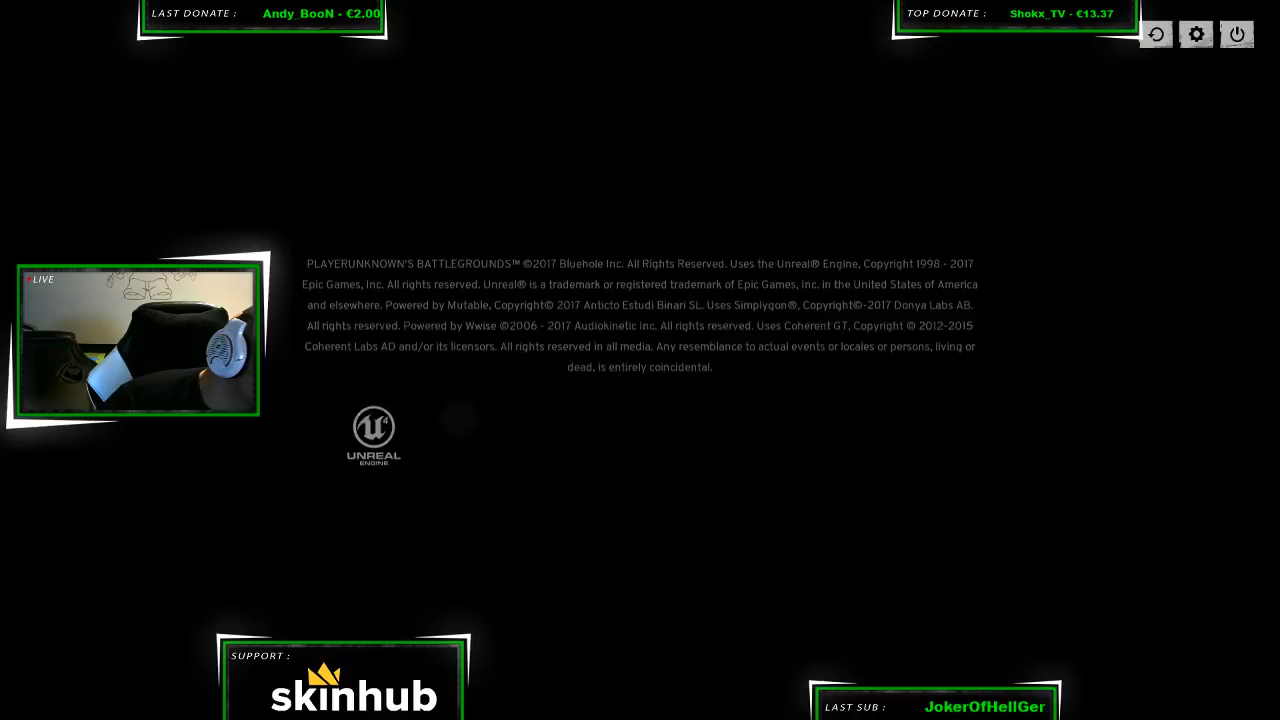 LAST DONATE : Andy_BooN - €2.00
TOP DONATE : Shokx_TV - €13.37
LIVE
PLAYERUNKNOWN'S BATTLEGROUNDS™ ©2017 Bluehole Inc. All Rights Reserved. Uses the Unreal® Engine, Copyright 1998 - 2017
Epic Games, Inc. All rights reserved. Unreal® is a trademark or registered trademark of Epic Games, Inc. in the United States of America
and elsewhere. Powered by Mutable, Copyright© 2017 Anticto Estudi Binari SL. Uses Simplygon®, Copyright©-2017 Donya Labs AB.
All rights reserved. Powered by Wwise ©2006 - 2017 Audiokinetic Inc. All rights reserved. Uses Coherent GT, Copyright © 2012-2015
Coherent Labs AD and/or its licensors. All rights reserved in all media. Any resemblance to actual events or locales or persons, living or
dead, is entirely coincidental.
U4
UNREAL
ENGINE
SUPPORT :
skinhub
LAST SUB : JokerOfHellGer